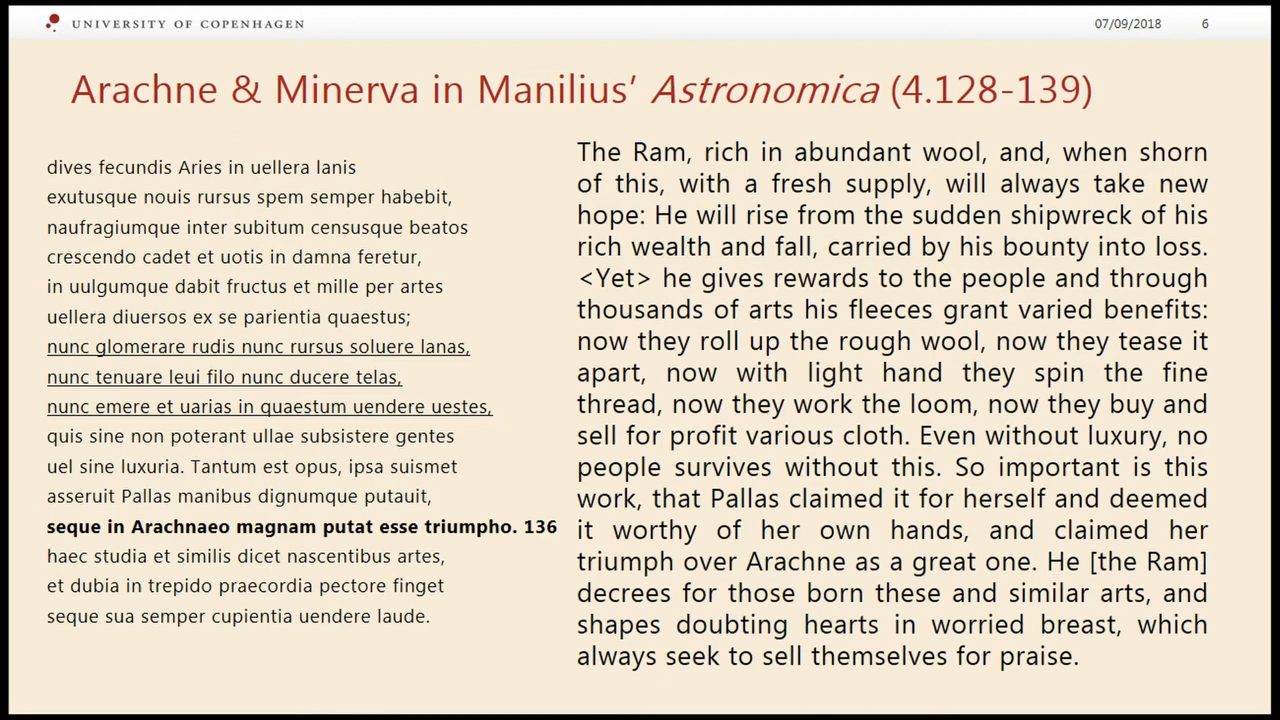 UNIVERSITY OF COPENHAGEN
07/09/2018 6
Arachne & Minerva in Manilius' Astronomica (4.128-139)
dives fecundis Aries in uellera lanis
exutusque nouis rursus spem semper habebit,
naufragiumque inter subitum censusque beatos
crescendo cadet et uotis in damna feretur,
in uulgumque dabit fructus et mille per artes
uellera diuersos ex se parientia quaestus;
nunc glomerare rudis nunc rursus soluere lanas,
nunc tenuare leui filo nunc ducere telas,
nunc emere et uarias in quaestum uendere uestes,
quis sine non poterant ullae subsistere gentes
uel sine luxuria. Tantum est opus, ipsa suismet
asseruit Pallas manibus dignumque putauit,
seque in Arachnaeo magnam putat esse triumpho. 136
haec studia et similis dicet nascentibus artes,
et dubia in trepido praecordia pectore finget
seque sua semper cupientia uendere laude.
The Ram, rich in abundant wool, and, when shorn
of this, with a fresh supply, will always take new
hope: He will rise from the sudden shipwreck of his
rich wealth and fall, carried by his bounty into loss.
<Yet> he gives rewards to the people and through
thousands of arts his fleeces grant varied benefits:
now they roll up the rough wool, now they tease it
apart, now with light hand they spin the fine
thread, now they work the loom, now they buy and
sell for profit various cloth. Even without luxury, no
people survives without this. So important is this
work, that Pallas claimed it for herself and deemed
it worthy of her own hands, and claimed her
triumph over Arachne as a great one. He [the Ram]
decrees for those born these and similar arts, and
shapes doubting hearts in worried breast, which
always seek to sell themselves for praise.